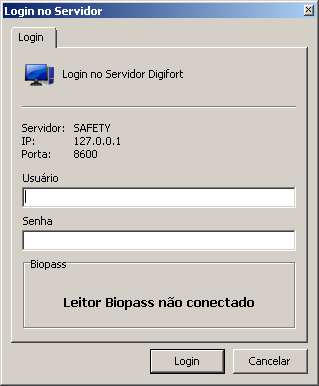 Login no Servidor
Login
Login no Servidor Digifort
Servidor: SAFETY
IP: 127.0.0.1
Porta: 8600
Usuário
Senha
Biopass
Leitor Biopass não conectado
Login Cancelar